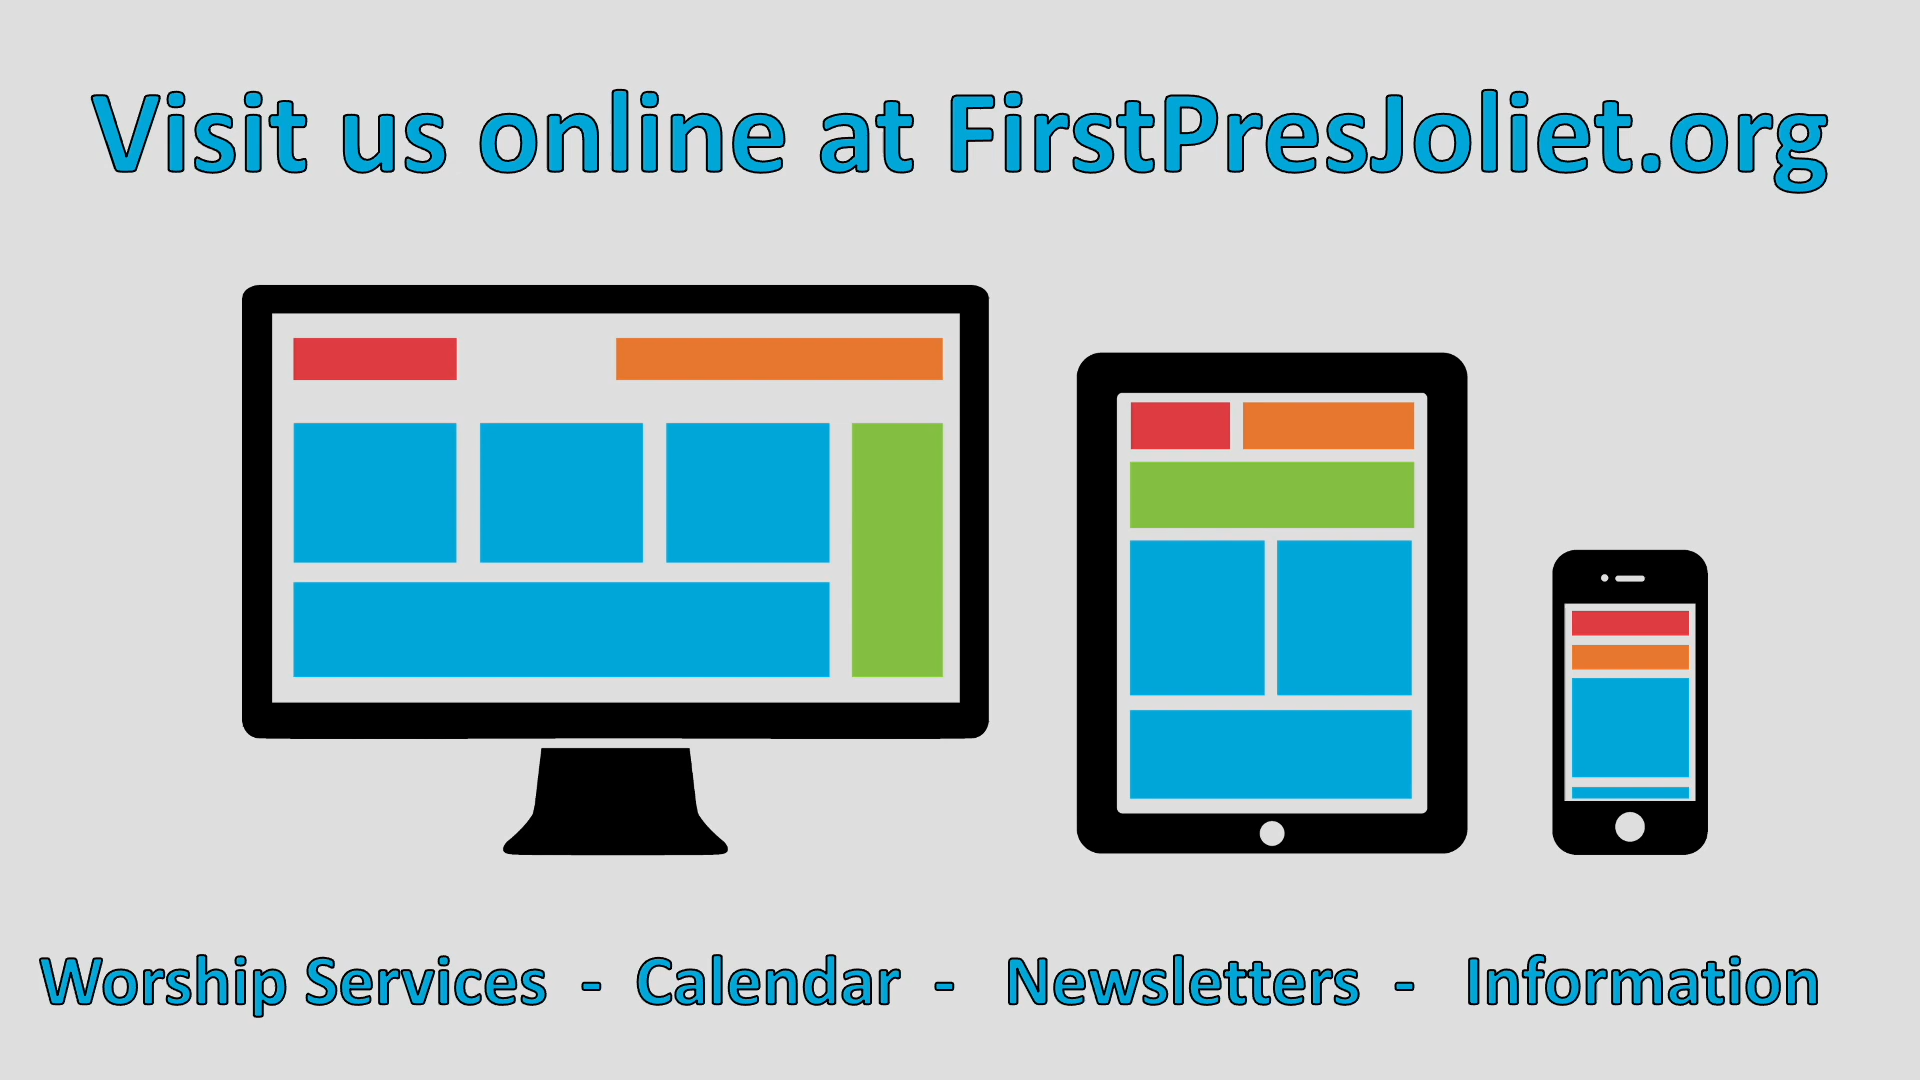 Visit us online at FirstPresJoliet.org
Worship Services - Calendar - Newsletters - Information